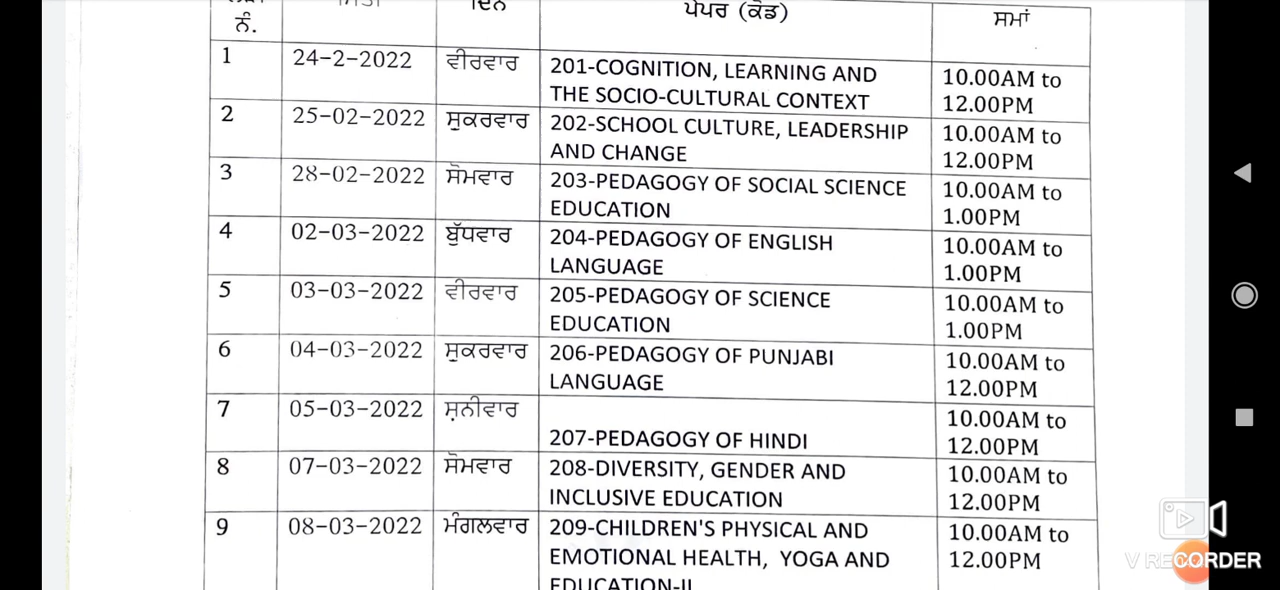 ਨੰ. ਮਿਤੀ ਦਿਨ ਪੇਪਰ (ਕੋਡ) ਸਮਾਂ
1 24-2-2022 ਵੀਰਵਾਰ 201-COGNITION, LEARNING AND 10.00AM to
THE SOCIO-CULTURAL CONTEXT 12.00PM
2 25-02-2022 ਸ਼ੁਕਰਵਾਰ 202-SCHOOL CULTURE, LEADERSHIP 10.00AM to
AND CHANGE 12.00PM
3 28-02-2022 ਸੋਮਵਾਰ 203-PEDAGOGY OF SOCIAL SCIENCE 10.00AM to
EDUCATION 1.00PM
4 02-03-2022 ਬੁੱਧਵਾਰ 204-PEDAGOGY OF ENGLISH 10.00AM to
LANGUAGE 1.00PM
5 03-03-2022 ਵੀਰਵਾਰ 205-PEDAGOGY OF SCIENCE 10.00AM to
EDUCATION 1.00PM
6 04-03-2022 ਸ਼ੁਕਰਵਾਰ 206-PEDAGOGY OF PUNJABI 10.00AM to
LANGUAGE 12.00PM
7 05-03-2022 ਸ਼ਨੀਵਾਰ 10.00AM to
207-PEDAGOGY OF HINDI 12.00PM
8 07-03-2022 ਸੋਮਵਾਰ 208-DIVERSITY, GENDER AND 10.00AM to
INCLUSIVE EDUCATION 12.00PM
9 08-03-2022 ਮੰਗਲਵਾਰ 209-CHILDREN'S PHYSICAL AND 10.00AM to
EMOTIONAL HEALTH, YOGA AND 12.00PM
EDUCATION-II
V RECORDER